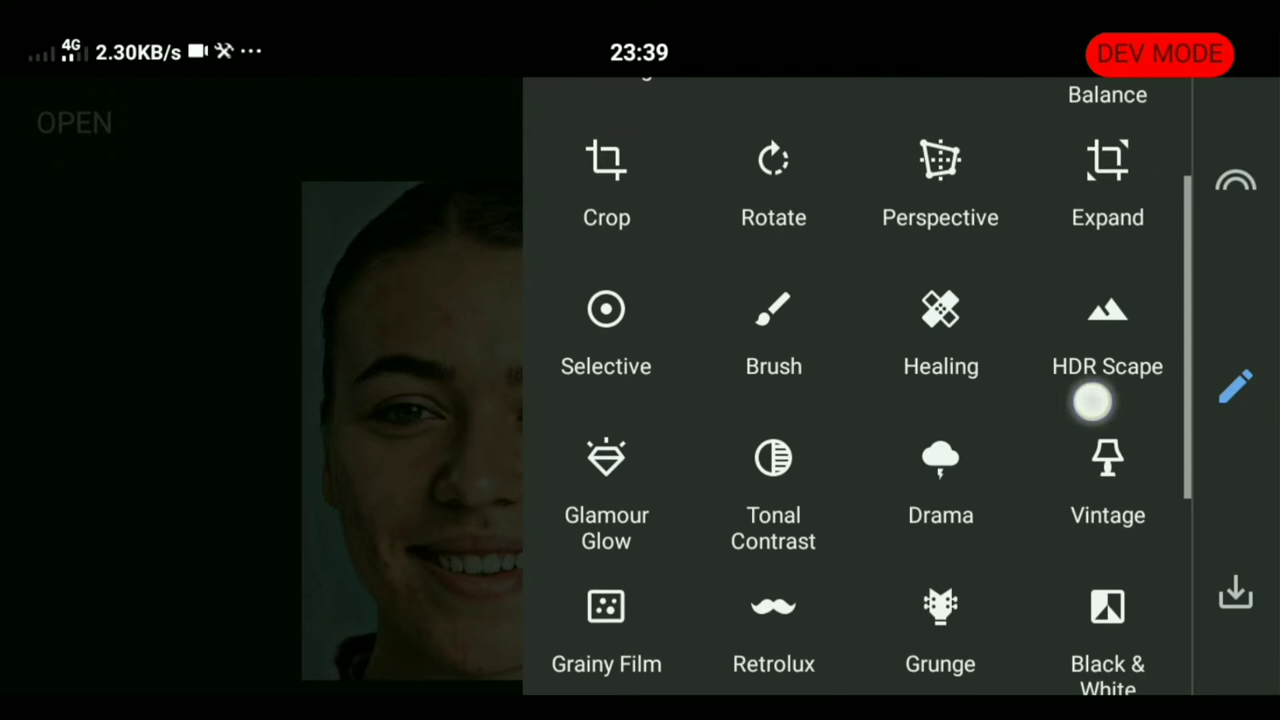 4G 2.30KB/s
23:39
DEV MODE
OPEN
Balance
Crop
Rotate
Perspective
Expand
Selective
Brush
Healing
HDR Scape
Glamour
Glow
Tonal
Contrast
Drama
Vintage
Grainy Film
Retrolux
Grunge
Black &
White